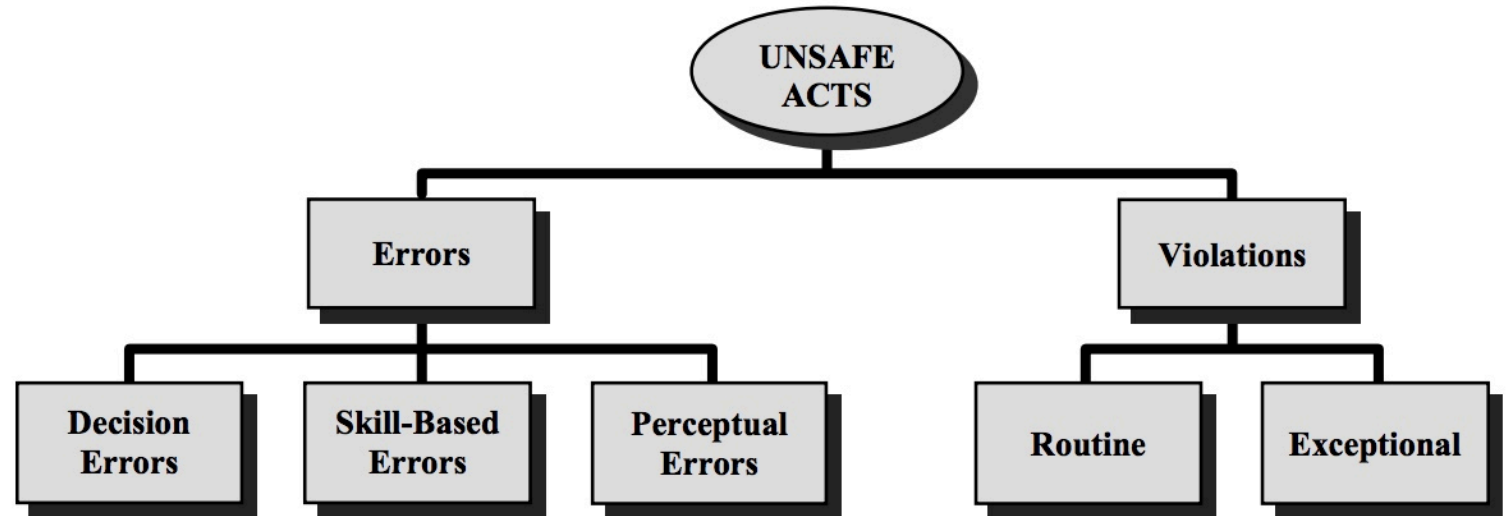 UNSAFE
ACTS
Errors
Violations
Decision
Errors
Skill-Based
Errors
Perceptual
Errors
Routine
Exceptional